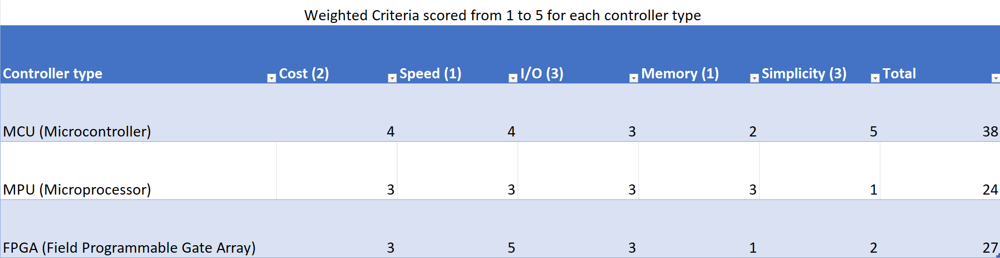 Weighted Criteria scored from 1 to 5 for each controller type
Controller type Cost (2) Speed (1) I/O (3) Memory (1) Simplicity (3) Total
MCU (Microcontroller) 4 4 3 2 5 38
MPU (Microprocessor) 3 3 3 3 1 24
FPGA (Field Programmable Gate Array) 3 5 3 1 2 27